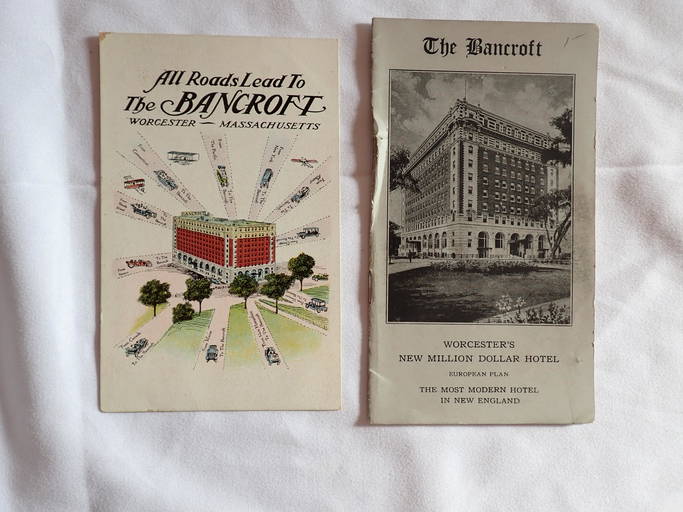 All Roads Lead To
The BANCROFT
WORCESTER — MASSACHUSETTS
The Bancroft
WORCESTER'S
NEW MILLION DOLLAR HOTEL
EUROPEAN PLAN
THE MOST MODERN HOTEL
IN NEW ENGLAND